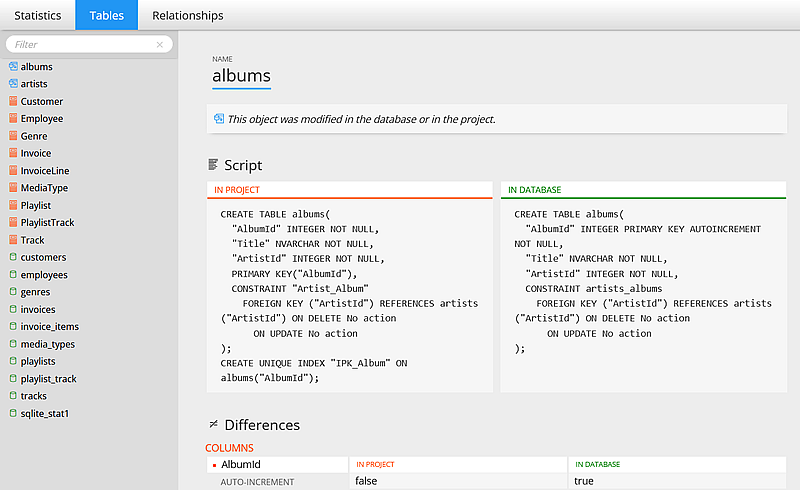 Statistics
Tables
Relationships
Filter
albums
artists
Customer
Employee
Genre
Invoice
InvoiceLine
MediaType
Playlist
PlaylistTrack
Track
customers
employees
genres
invoices
invoice_items
media_types
playlists
playlist_track
tracks
sqlite_stat1
NAME
albums
This object was modified in the database or in the project.
Script
IN PROJECT
CREATE TABLE albums(
"AlbumId" INTEGER NOT NULL,
"Title" NVARCHAR NOT NULL,
"ArtistId" INTEGER NOT NULL,
PRIMARY KEY("AlbumId"),
CONSTRAINT "Artist_Album"
FOREIGN KEY ("ArtistId") REFERENCES artists
("ArtistId") ON DELETE No action
ON UPDATE No action
);
CREATE UNIQUE INDEX "IPK_Album" ON
albums("AlbumId");
IN DATABASE
CREATE TABLE albums(
"AlbumId" INTEGER PRIMARY KEY AUTOINCREMENT
NOT NULL,
"Title" NVARCHAR NOT NULL,
"ArtistId" INTEGER NOT NULL,
CONSTRAINT artists_albums
FOREIGN KEY ("ArtistId") REFERENCES artists
("ArtistId") ON DELETE No action
ON UPDATE No action
);
≠ Differences
COLUMNS
AlbumId IN PROJECT IN DATABASE
AUTO-INCREMENT false true